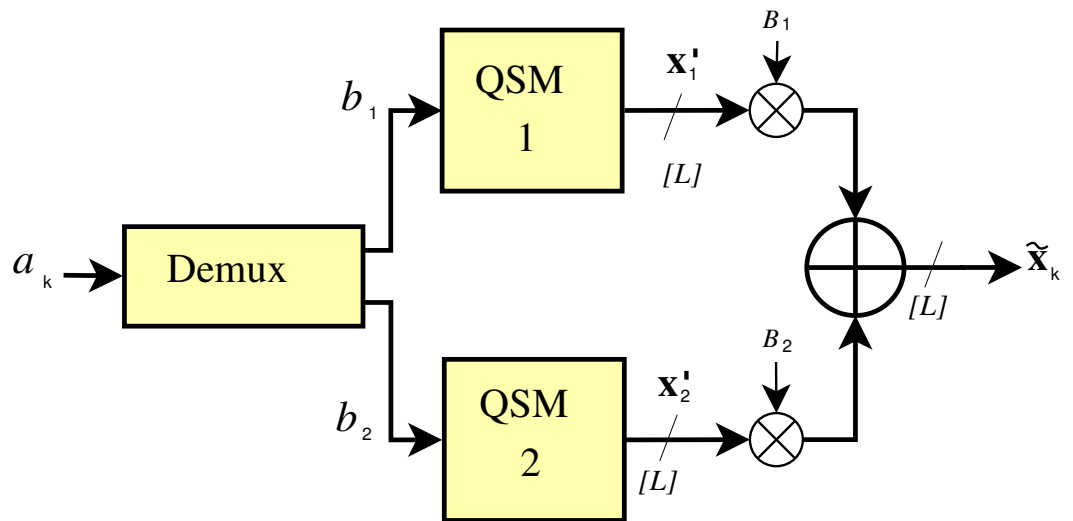 B₁
QSM
1
x'₁
[L]
b₁
a k
Demux
x̃ₖ
[L]
B₂
b₂
QSM
2
x'₂
[L]